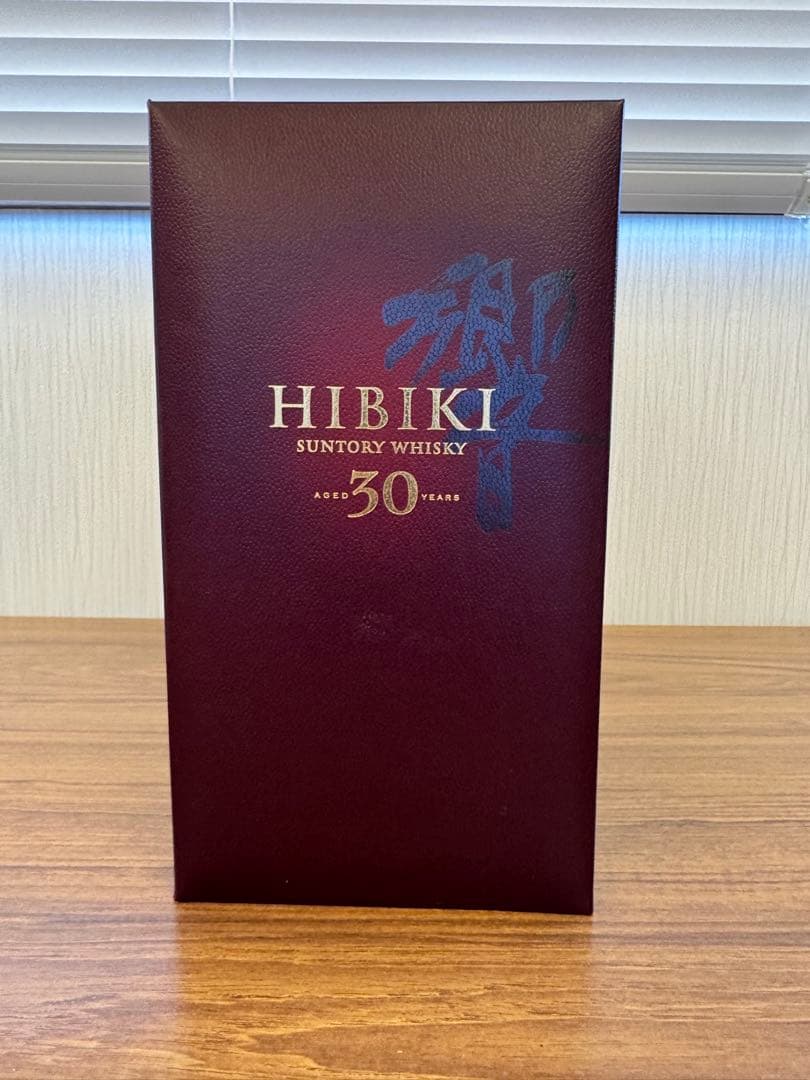 響
HIBIKI
SUNTORY WHISKY
AGED 30 YEARS